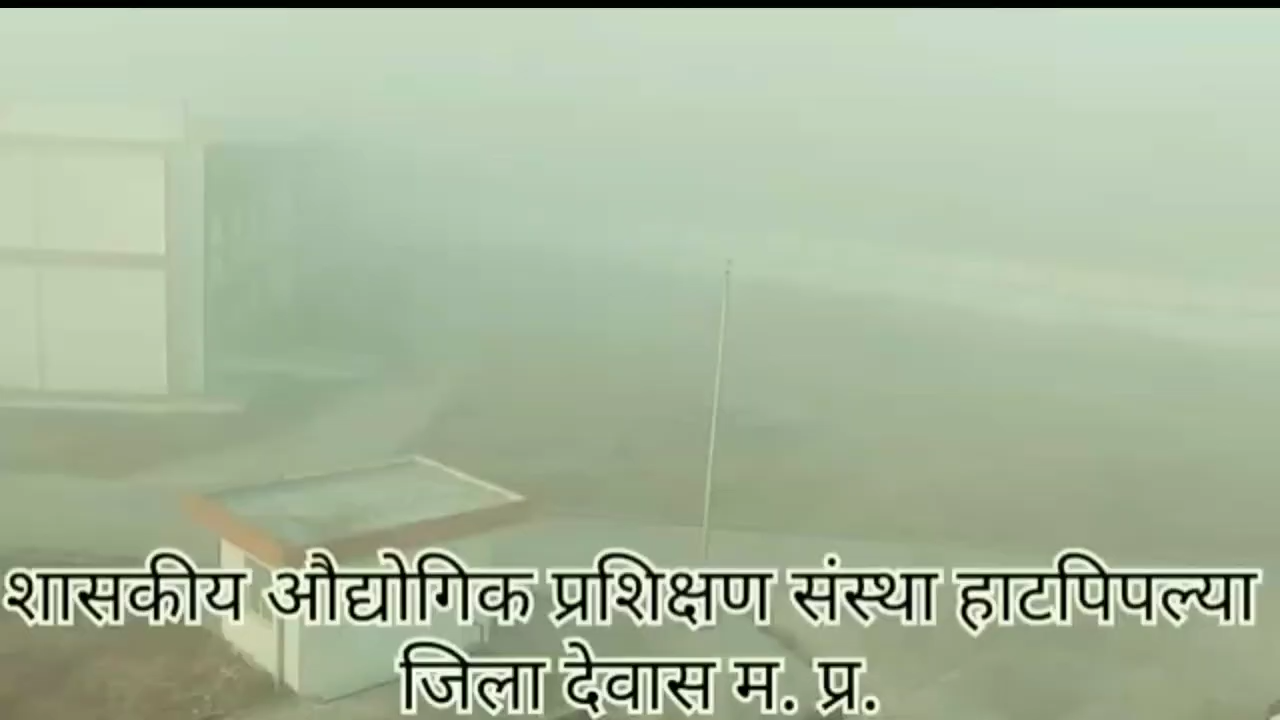 शासकीय औद्योगिक प्रशिक्षण संस्था हाटपिपल्या
जिला देवास म. प्र.